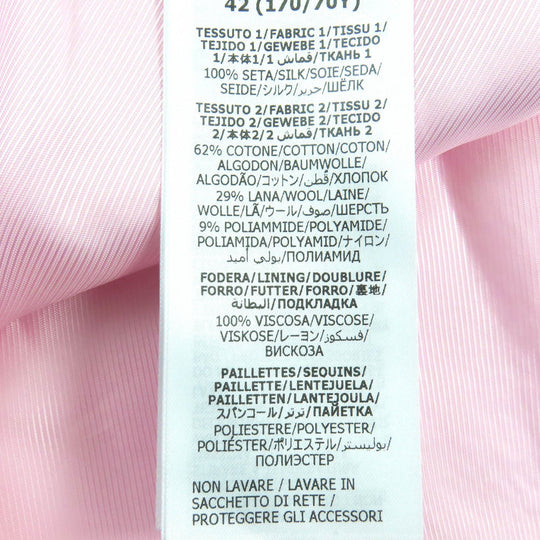 42 (170/70Y)
TESSUTO 1/FABRIC 1/TISSU 1/
TEJIDO 1/GEWEBE 1/TECIDO
1/本体1/1 قماش/ТКАНЬ 1
100% SETA/SILK/SOIE/SEDA/
SEIDE/シルク/حرير/ШЁЛК
TESSUTO 2/FABRIC 2/TISSU 2/
TEJIDO 2/GEWEBE 2/TECIDO
2/本体2/2 قماش/ТКАНЬ 2
62% COTONE/COTTON/COTON/
ALGODON/BAUMWOLLE/
ALGODÃO/コットン/قطن/ХЛОПОК
29% LANA/WOOL/LAINE/
WOLLE/LÃ/ウール/صوف/ШЕРСТЬ
9% POLIAMMIDE/POLYAMIDE/
POLIAMIDA/POLYAMID/ナイロン/
بولي أميد/ПОЛИАМИД
FODERA/LINING/DOUBLURE/
FORRO/FUTTER/FORRO/裏地/
البطانة/ПОДКЛАДКА
100% VISCOSA/VISCOSE/
VISKOSE/レーヨン/فسكوز/
ВИСКОЗА
PAILLETTES/SEQUINS/
PAILLETTE/LENTEJUELA/
PAILLETTEN/LANTEJOULA/
スパンコール/ترتر/ПАЙЕТКА
POLIESTERE/POLYESTER/
POLIÉSTER/ポリエステル/بوليستر/
ПОЛИЭСТЕР
NON LAVARE / LAVARE IN
SACCHETTO DI RETE /
PROTEGGERE GLI ACCESSORI